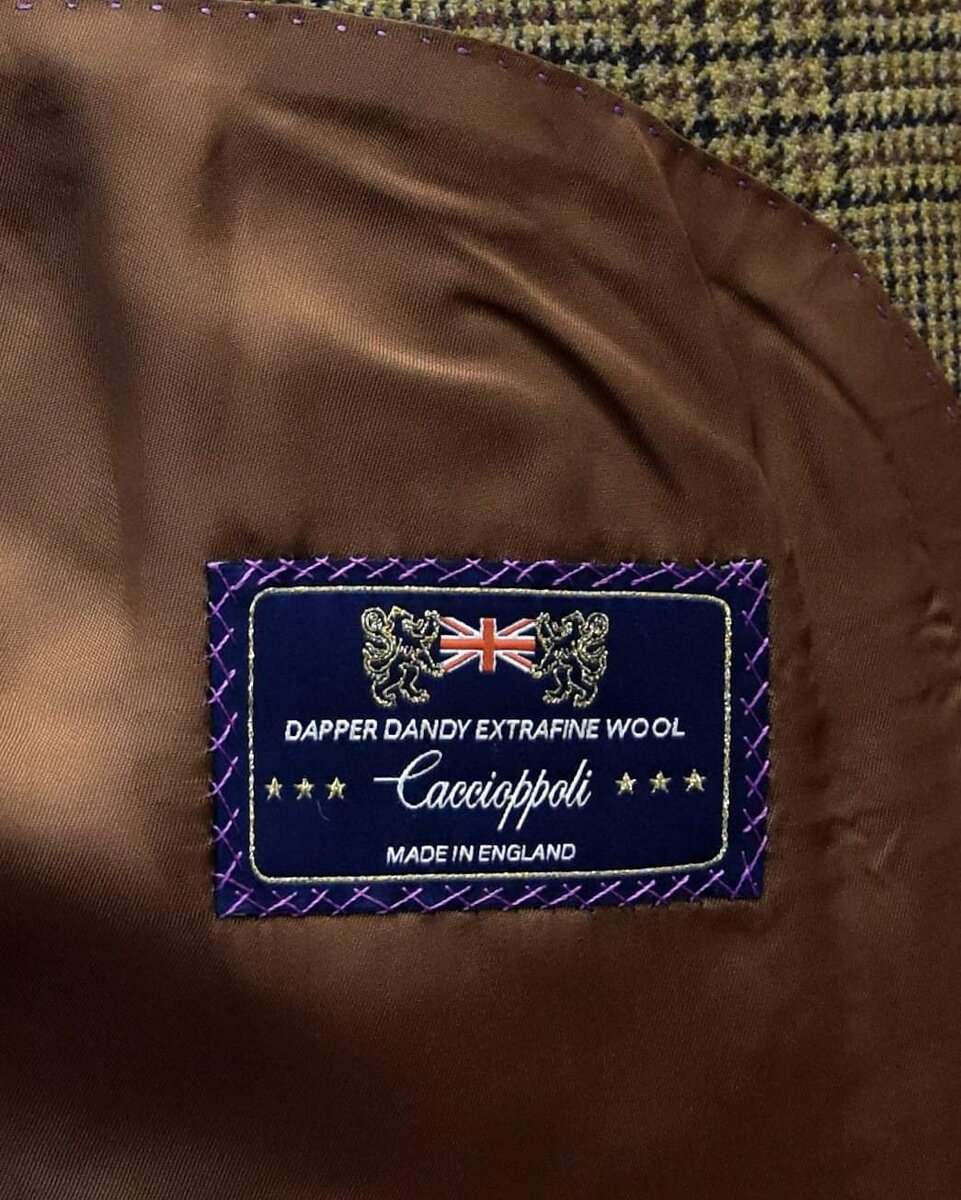 DAPPER DANDY EXTRAFINE WOOL
Caccioppoli
MADE IN ENGLAND